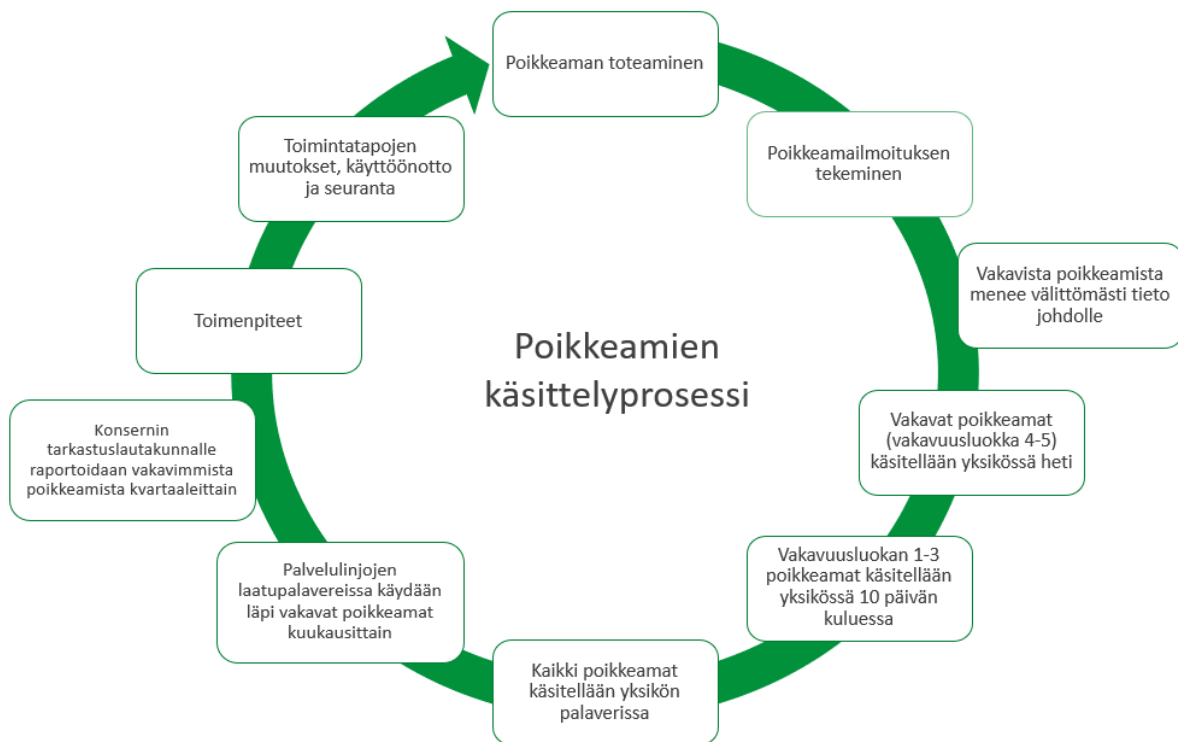 Poikkeaman toteaminen
Poikkeamailmoituksen
tekeminen
Vakavista poikkeamista
menee välittömästi tieto
johdolle
Vakavat poikkeamat
(vakavuusluokka 4-5)
käsitellään yksikössä heti
Vakavuusluokan 1-3
poikkeamat käsitellään
yksikössä 10 päivän
kuluessa
Kaikki poikkeamat
käsitellään yksikön
palaverissa
Palvelulinjojen
laatupalavereissa käydään
läpi vakavat poikkeamat
kuukausittain
Konsernin
tarkastuslautakunnalle
raportoidaan vakavimmista
poikkeamista kvartaaleittain
Toimenpiteet
Toimintatapojen
muutokset, käyttöönotto
ja seuranta
Poikkeamien
käsittelyprosessi